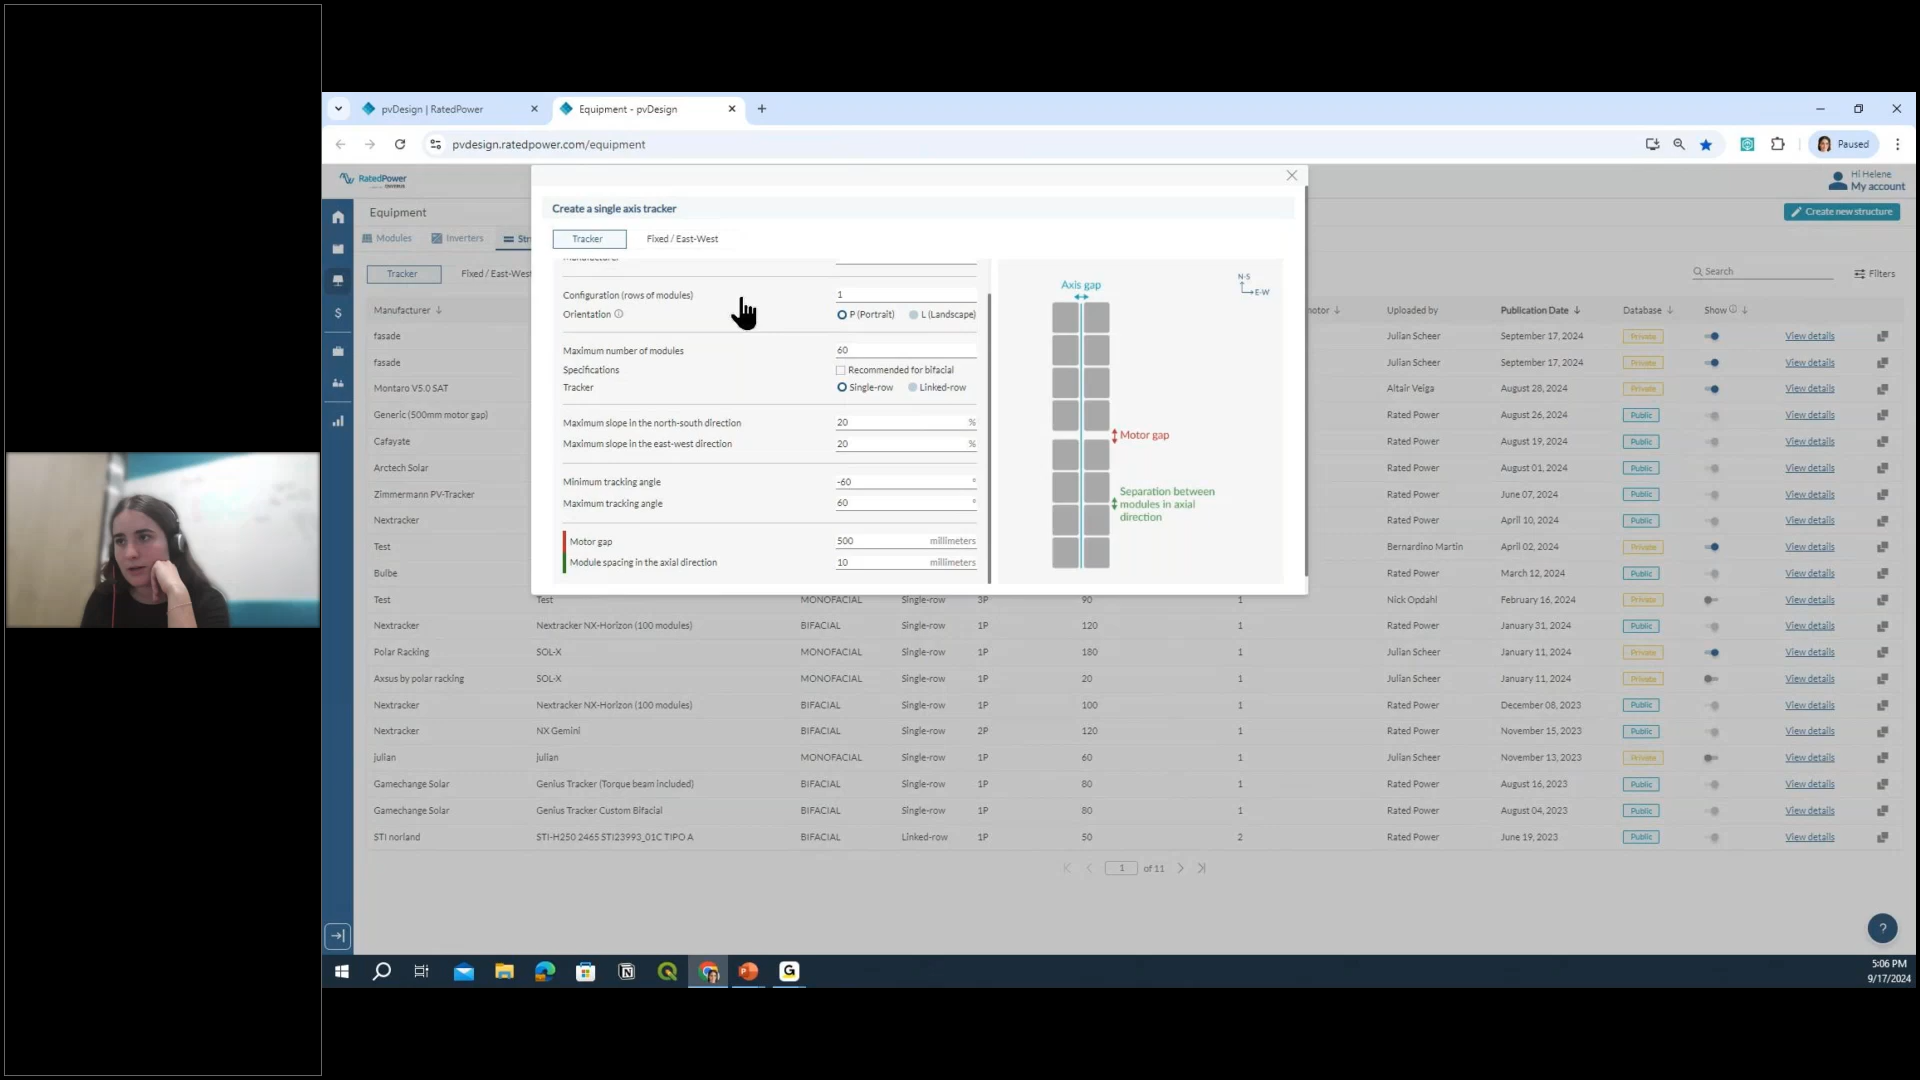 pvDesign | RatedPower
Equipment - pvDesign
pvdesign.ratedpower.com/equipment
Paused
RatedPower
Hi Helene
My account
Equipment
Create new structure
Modules
Inverters
Str
Tracker
Fixed / East-West
Search
Filters
Create a single axis tracker
Tracker
Fixed / East-West
Configuration (rows of modules) 1
Orientation P (Portrait) L (Landscape)
Maximum number of modules 60
Specifications Recommended for bifacial
Tracker Single-row Linked-row
Maximum slope in the north-south direction 20 %
Maximum slope in the east-west direction 20 %
Minimum tracking angle -60 °
Maximum tracking angle 60 °
Motor gap 500 millimeters
Module spacing in the axial direction 10 millimeters
N-S
E-W
Axis gap
Motor gap
Separation between
modules in axial
direction
Manufacturer Uploaded by Publication Date Database Show
fasade Julian Scheer September 17, 2024 Private View details
fasade Julian Scheer September 17, 2024 Private View details
Montaro V5.0 SAT Altair Veiga August 28, 2024 Private View details
Generic (500mm motor gap) Rated Power August 26, 2024 Public View details
Cafayate Rated Power August 19, 2024 Public View details
Arctech Solar Rated Power August 01, 2024 Public View details
Zimmermann PV-Tracker Rated Power June 07, 2024 Public View details
Nextracker Rated Power April 10, 2024 Public View details
Test Bernardino Martin April 02, 2024 Private View details
Bulbe Rated Power March 12, 2024 Public View details
Test Test MONOFACIAL Single-row 3P 90 1 Nick Opdahl February 16, 2024 Private View details
Nextracker Nextracker NX-Horizon (100 modules) BIFACIAL Single-row 1P 120 1 Rated Power January 31, 2024 Public View details
Polar Racking SOL-X MONOFACIAL Single-row 1P 180 1 Julian Scheer January 11, 2024 Private View details
Axsus by polar racking SOL-X MONOFACIAL Single-row 1P 20 1 Julian Scheer January 11, 2024 Private View details
Nextracker Nextracker NX-Horizon (100 modules) BIFACIAL Single-row 1P 100 1 Rated Power December 08, 2023 Public View details
Nextracker NX Gemini BIFACIAL Single-row 2P 120 1 Rated Power November 15, 2023 Public View details
julian julian MONOFACIAL Single-row 1P 60 1 Julian Scheer November 13, 2023 Private View details
Gamechange Solar Genius Tracker (Torque beam included) BIFACIAL Single-row 1P 80 1 Rated Power August 16, 2023 Public View details
Gamechange Solar Genius Tracker Custom Bifacial BIFACIAL Single-row 1P 80 1 Rated Power August 04, 2023 Public View details
STI norland STI-H250 2465 STI23993_01C TIPO A BIFACIAL Linked-row 1P 50 2 Rated Power June 19, 2023 Public View details
1 of 11
?
5:06 PM
9/17/2024